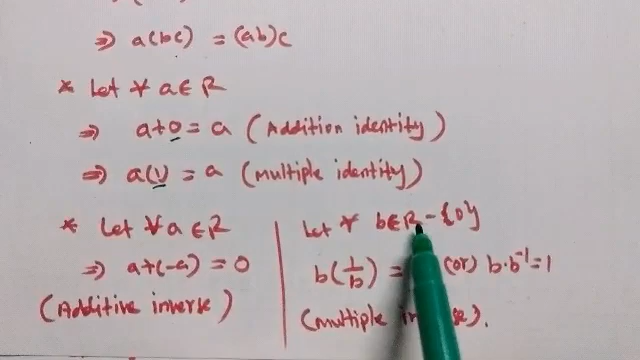 ⇒ a(bc) = (ab)c
* Let ∀ a∈R
⇒ a+0 = a (Addition identity)
⇒ a(1) = a (Multiple identity)
* Let ∀ a∈R
⇒ a+(-a) = 0
(Additive inverse)
Let ∀ b∈R-{0}
b(1/b) = (or) b·b⁻¹=1
(Multiple